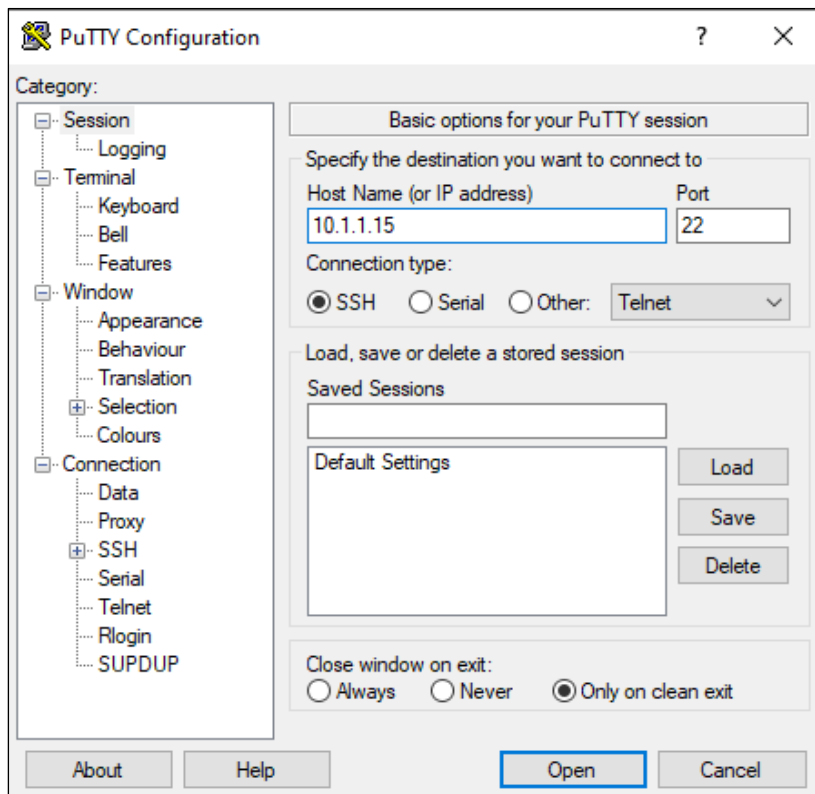 PuTTY Configuration
?
Category:
Session
Logging
Terminal
Keyboard
Bell
Features
Window
Appearance
Behaviour
Translation
Selection
Colours
Connection
Data
Proxy
SSH
Serial
Telnet
Rlogin
SUPDUP
Basic options for your PuTTY session
Specify the destination you want to connect to
Host Name (or IP address) Port
10.1.1.15 22
Connection type:
SSH Serial Other: Telnet
Load, save or delete a stored session
Saved Sessions
Default Settings
Load
Save
Delete
Close window on exit:
Always Never Only on clean exit
About Help Open Cancel